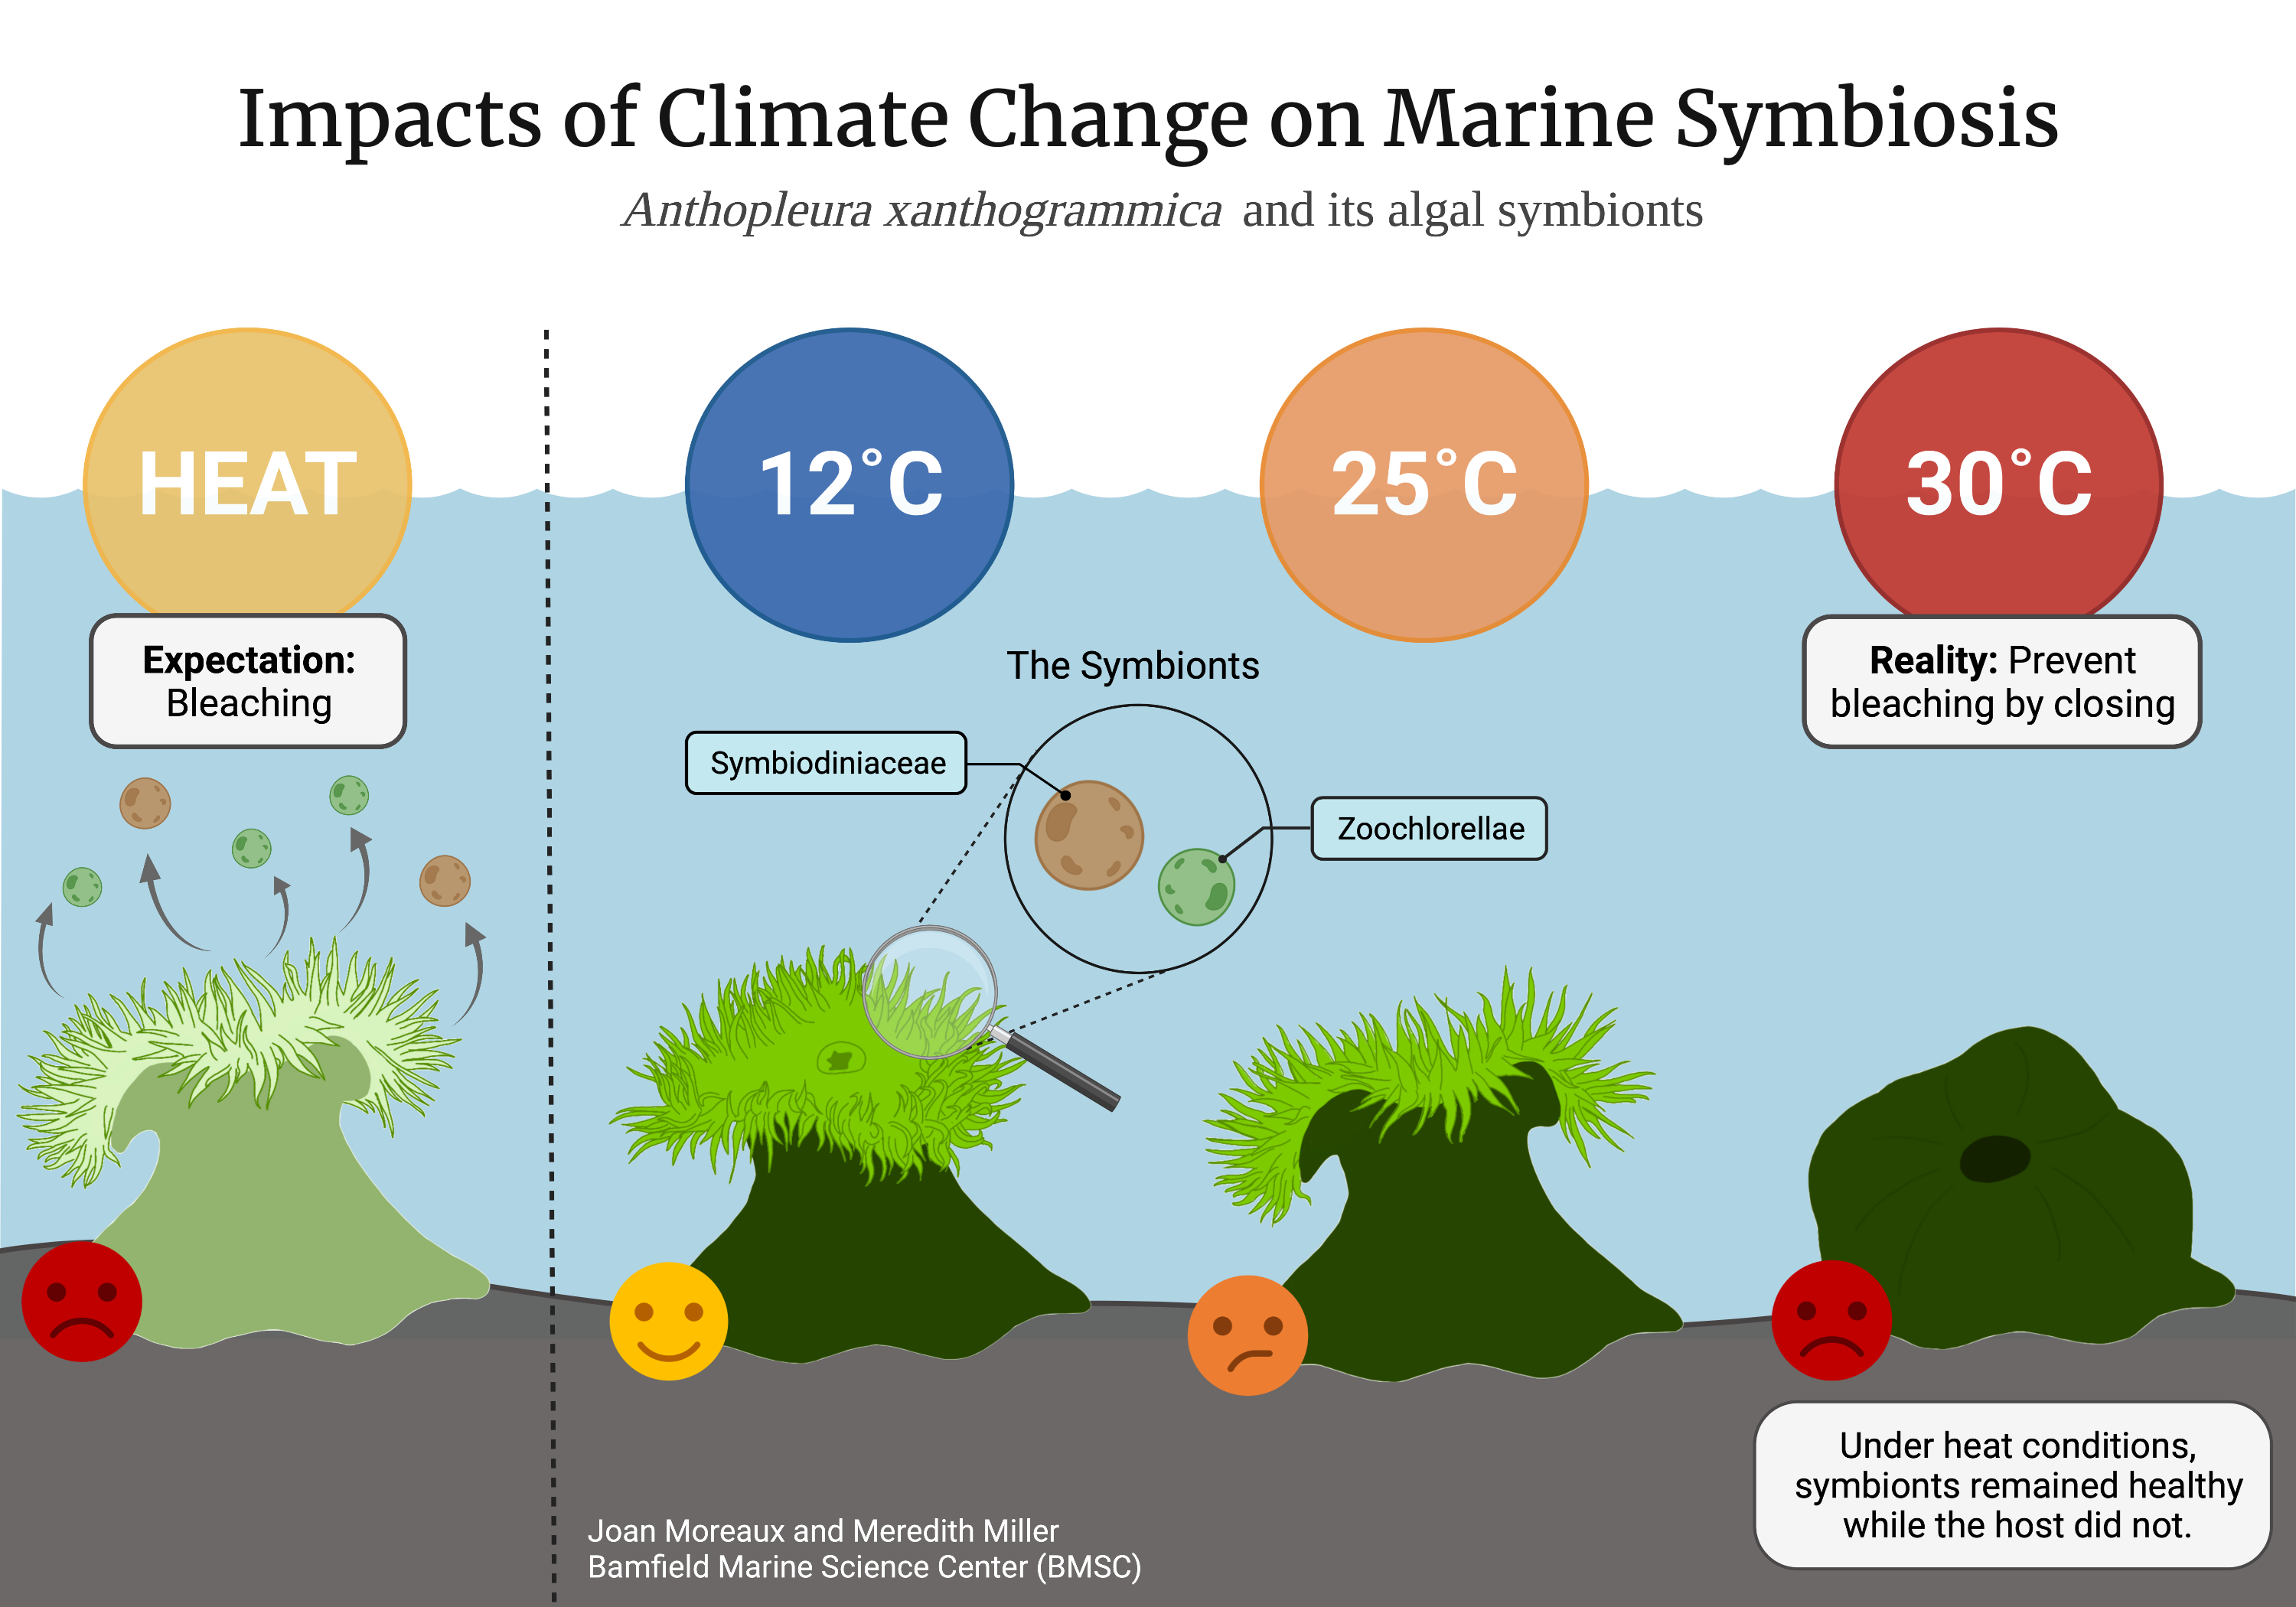 Impacts of Climate Change on Marine Symbiosis
Anthopleura xanthogrammica and its algal symbionts
HEAT
12°C
25°C
30°C
Expectation:
Bleaching
Reality: Prevent
bleaching by closing
The Symbionts
Symbiodiniaceae
Zoochlorellae
Under heat conditions,
symbionts remained healthy
while the host did not.
Joan Moreaux and Meredith Miller
Bamfield Marine Science Center (BMSC)